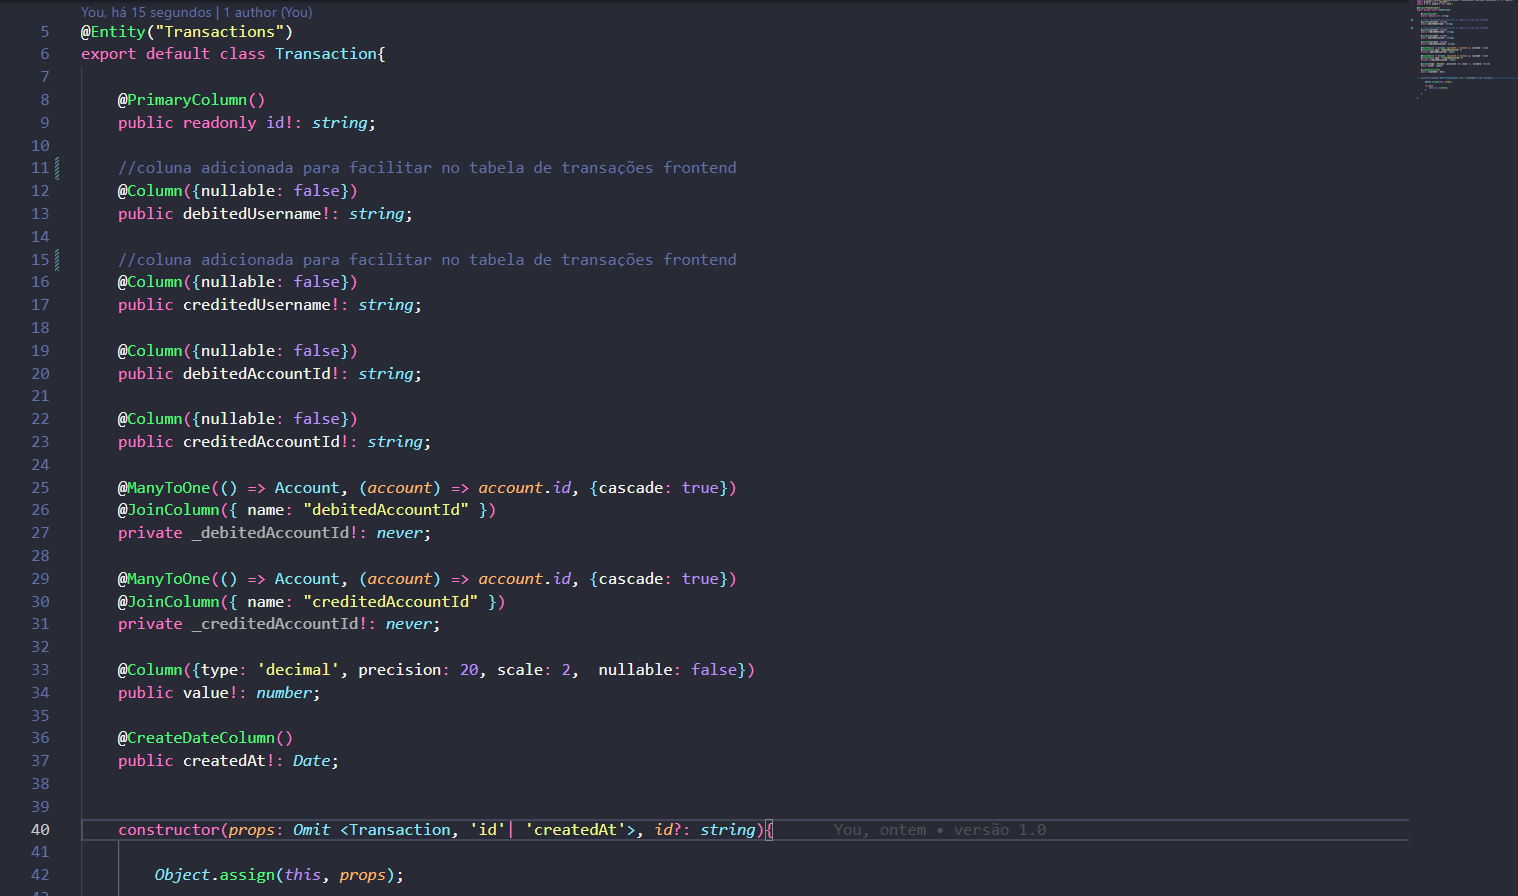 You, há 15 segundos | 1 author (You)
5 @Entity("Transactions")
6 export default class Transaction{
7
8 @PrimaryColumn()
9 public readonly id!: string;
10
11 //coluna adicionada para facilitar no tabela de transações frontend
12 @Column({nullable: false})
13 public debitedUsername!: string;
14
15 //coluna adicionada para facilitar no tabela de transações frontend
16 @Column({nullable: false})
17 public creditedUsername!: string;
18
19 @Column({nullable: false})
20 public debitedAccountId!: string;
21
22 @Column({nullable: false})
23 public creditedAccountId!: string;
24
25 @ManyToOne(() => Account, (account) => account.id, {cascade: true})
26 @JoinColumn({ name: "debitedAccountId" })
27 private _debitedAccountId!: never;
28
29 @ManyToOne(() => Account, (account) => account.id, {cascade: true})
30 @JoinColumn({ name: "creditedAccountId" })
31 private _creditedAccountId!: never;
32
33 @Column({type: 'decimal', precision: 20, scale: 2,  nullable: false})
34 public value!: number;
35
36 @CreateDateColumn()
37 public createdAt!: Date;
38
39
40 constructor(props: Omit <Transaction, 'id'| 'createdAt'>, id?: string){ You, ontem • versão 1.0
41
42 Object.assign(this, props);